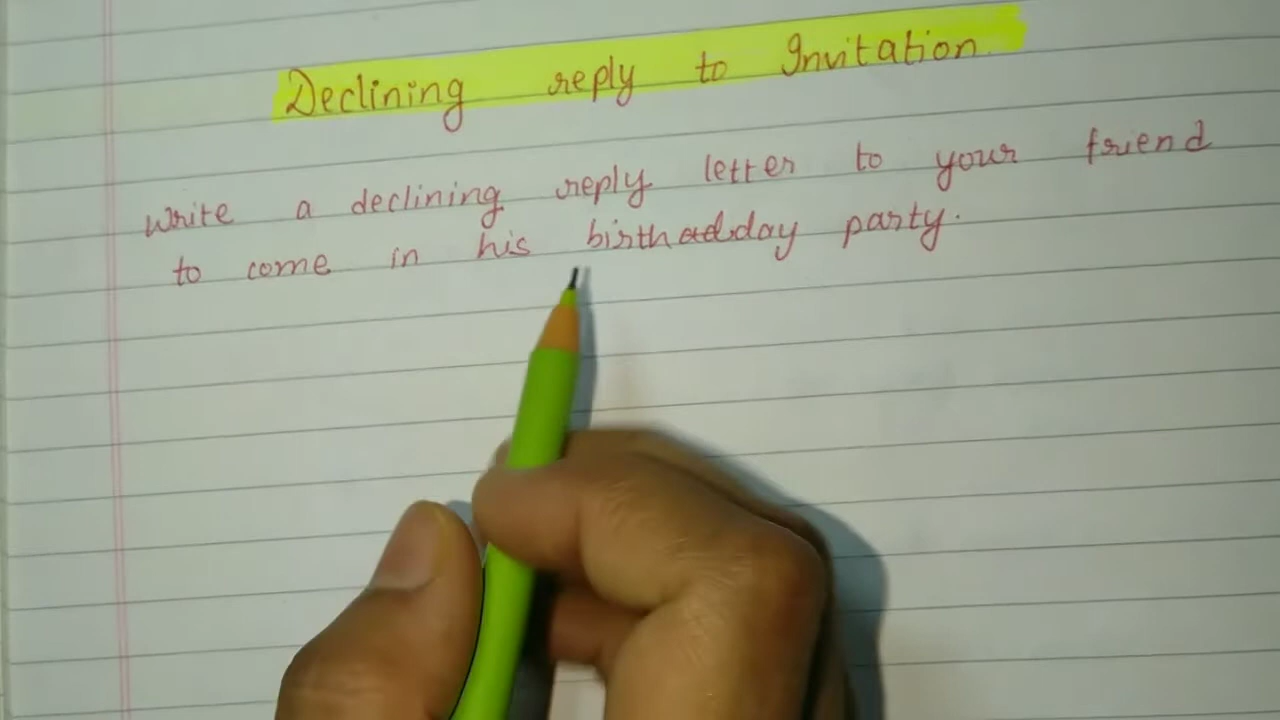 Declining reply to Invitation.
Write a declining reply letter to your friend
to come in his birthadday party.